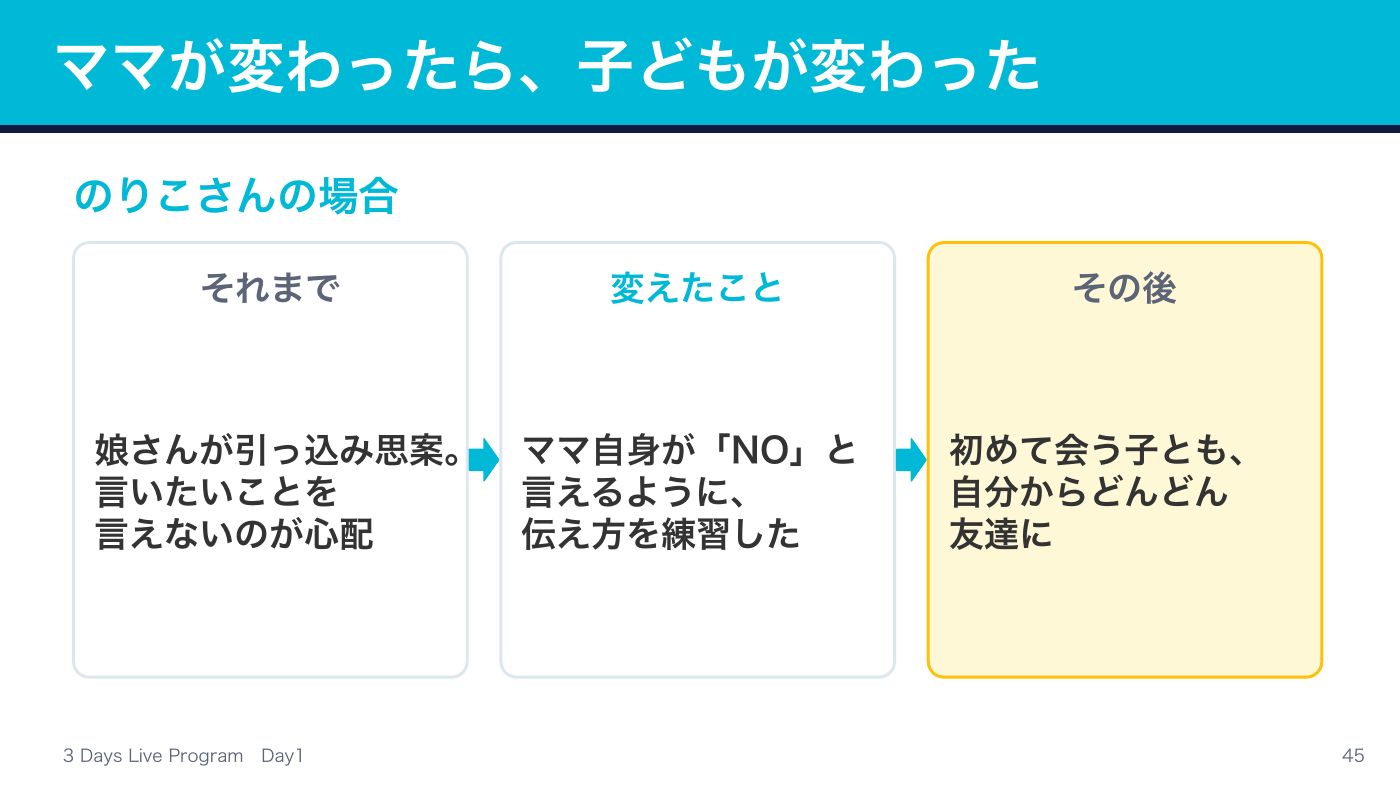 ママが変わったら、子どもが変わった
のりこさんの場合
それまで
娘さんが引っ込み思案。
言いたいことを
言えないのが心配
変えたこと
ママ自身が「NO」と
言えるように、
伝え方を練習した
その後
初めて会う子とも、
自分からどんどん
友達に
3 Days Live Program　Day1
45